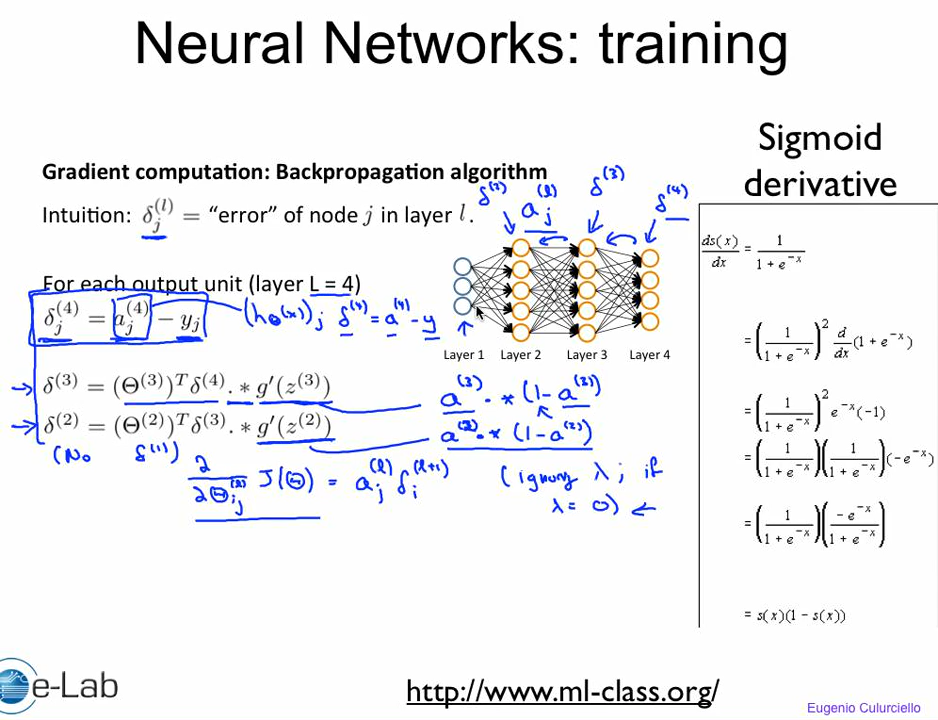 Neural Networks: training
Gradient computation: Backpropagation algorithm
Intuition: δ_j^(l) = “error” of node j in layer l.
δ^(2) a_j^(l) δ^(3) δ^(4)
For each output unit (layer L = 4)
δ_j^(4) = a_j^(4) − y_j (h_Θ(x))_j δ^(4) = a^(4) - y
Layer 1 Layer 2 Layer 3 Layer 4
→ δ^(3) = (Θ^(3))^T δ^(4) . * g′(z^(3)) a^(3) .* (1-a^(3))
→ δ^(2) = (Θ^(2))^T δ^(3) . * g′(z^(2)) a^(2) .* (1-a^(2))
(No δ^(1))
∂/∂Θ_ij^(l) J(Θ) = a_j^(l) δ_i^(l+1) (ignoring λ; if
λ = 0) ←
Sigmoid
derivative
ds(x)/dx = 1/(1 + e^−x)
= (1/(1 + e^−x))^2 d/dx (1 + e^−x)
= (1/(1 + e^−x))^2 e^−x (−1)
= (1/(1 + e^−x)) (1/(1 + e^−x)) (−e^−x)
= (1/(1 + e^−x)) (−e^−x/(1 + e^−x))
= s(x)(1 − s(x))
e-Lab
http://www.ml-class.org/
Eugenio Culurciello